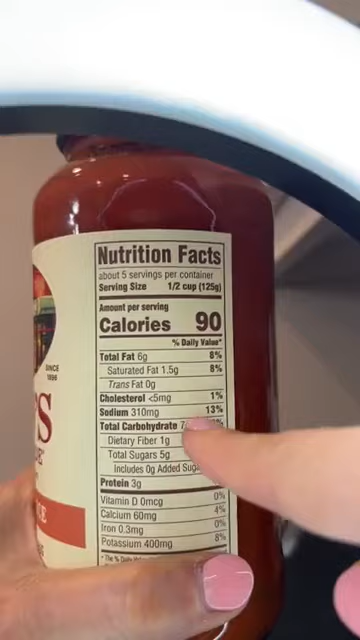 Nutrition Facts
about 5 servings per container
Serving Size 1/2 cup (125g)
Amount per serving
Calories 90
% Daily Value*
Total Fat 6g 8%
Saturated Fat 1.5g 8%
Trans Fat 0g
Cholesterol <5mg 1%
Sodium 310mg 13%
Total Carbohydrate
Dietary Fiber 1g
Total Sugars 5g
Includes 0g Added
Protein 3g
Vitamin D 0mcg 0%
Calcium 60mg 4%
Iron 0.3mg 0%
Potassium 400mg 8%
* The % Daily
SINCE